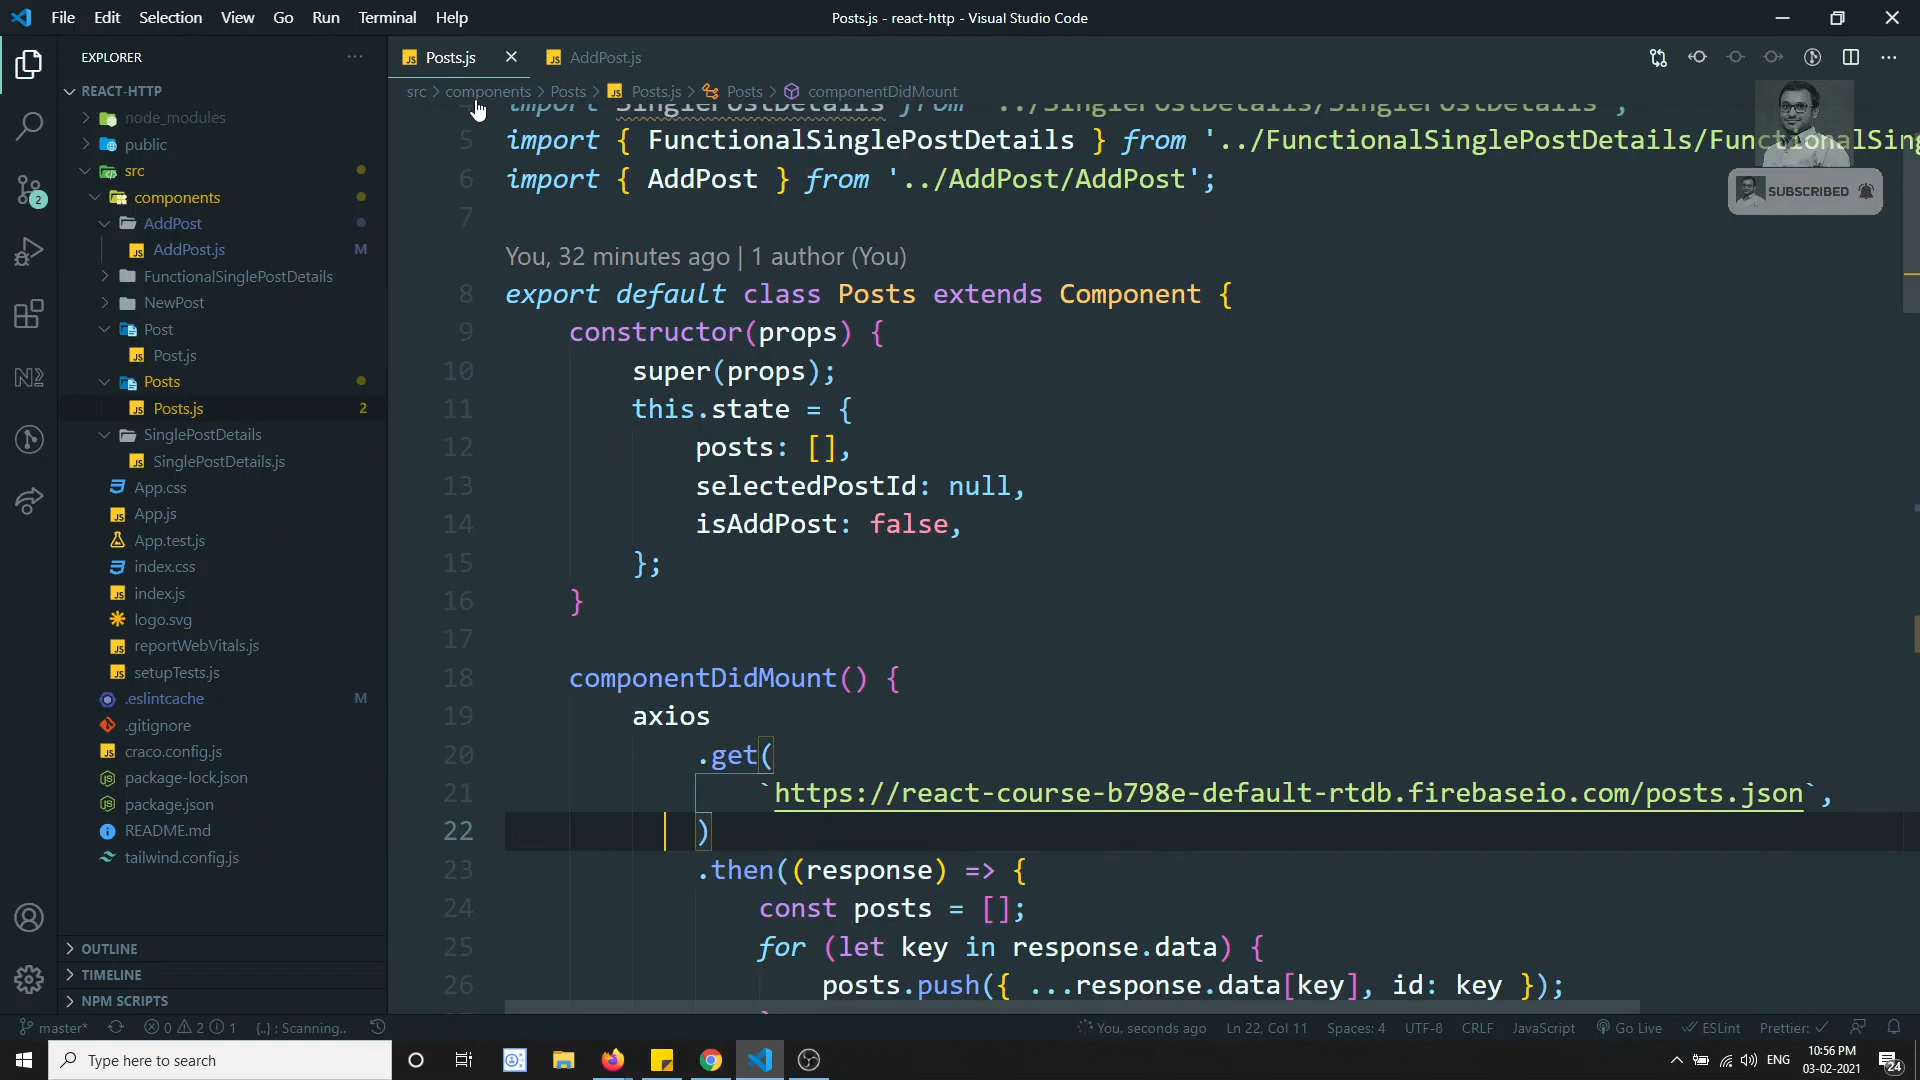 File Edit Selection View Go Run Terminal Help
Posts.js - react-http - Visual Studio Code
EXPLORER
REACT-HTTP
node_modules
public
src
components
AddPost
AddPost.js M
FunctionalSinglePostDetails
NewPost
Post
Post.js
Posts
Posts.js 2
SinglePostDetails
SinglePostDetails.js
App.css
App.js
App.test.js
index.css
index.js
logo.svg
reportWebVitals.js
setupTests.js
.eslintcache M
.gitignore
craco.config.js
package-lock.json
package.json
README.md
tailwind.config.js
OUTLINE
TIMELINE
NPM SCRIPTS
2
Posts.js
AddPost.js
src > components > Posts > Posts.js > Posts > componentDidMount
4 import SinglePostDetails from '../SinglePostDetails/SinglePostDetails';
5 import { FunctionalSinglePostDetails } from '../FunctionalSinglePostDetails/FunctionalSing
6 import { AddPost } from '../AddPost/AddPost';
7
You, 32 minutes ago | 1 author (You)
8 export default class Posts extends Component {
9 constructor(props) {
10 super(props);
11 this.state = {
12 posts: [],
13 selectedPostId: null,
14 isAddPost: false,
15 };
16 }
17
18 componentDidMount() {
19 axios
20 .get(
21 `https://react-course-b798e-default-rtdb.firebaseio.com/posts.json`,
22 )
23 .then((response) => {
24 const posts = [];
25 for (let key in response.data) {
26 posts.push({ ...response.data[key], id: key });
SUBSCRIBED
master* 0 2 1 {..} : Scanning.. You, seconds ago Ln 22, Col 11 Spaces: 4 UTF-8 CRLF JavaScript Go Live ESLint Prettier: ✓
Type here to search
ENG
10:56 PM
03-02-2021
24